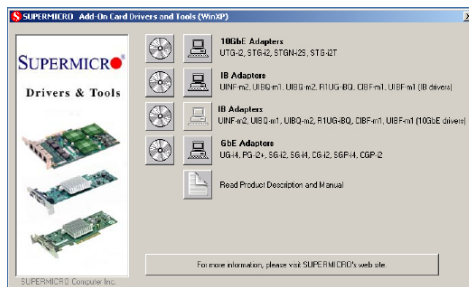 SUPERMICRO Add-On Card Drivers and Tools (WinXP)
SUPERMICRO
Drivers & Tools
10GbE Adapters
UTG-i2, STG-i2, STGN-i2S, STG-i2T
IB Adapters
UINF-m2, UIBQ-m1, UIBQ-m2, R1UG-IBQ, CIBF-m1, UIBF-m1 (IB drivers)
IB Adapters
UINF-m2, UIBQ-m1, UIBQ-m2, R1UG-IBQ, CIBF-m1, UIBF-m1 (10GbE drivers)
GbE Adapters
UG-i4, PG-i2+, SG-i2, SG-i4, CG-i2, SGP-i4, CGP-i2
Read Product Description and Manual
For more information, please visit SUPERMICRO's web site
SUPERMICRO Computer Inc.